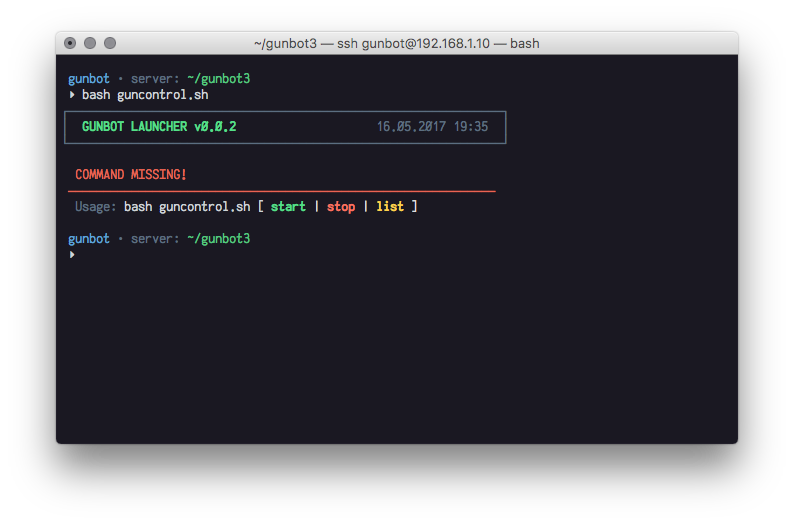 ~/gunbot3 — ssh gunbot@192.168.1.10 — bash
gunbot · server: ~/gunbot3
▸ bash guncontrol.sh
GUNBOT LAUNCHER v0.0.2 16.05.2017 19:35
COMMAND MISSING!
Usage: bash guncontrol.sh [ start | stop | list ]
gunbot · server: ~/gunbot3
▸